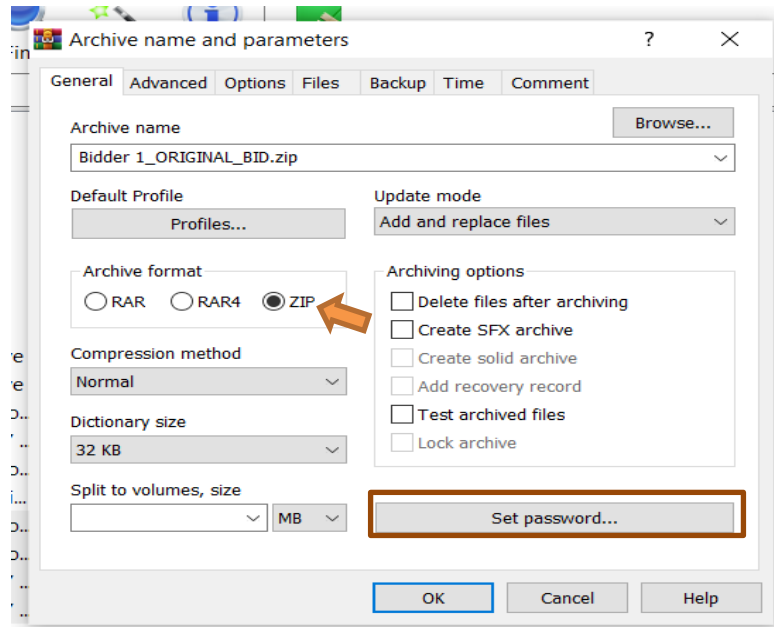 Archive name and parameters
?
General Advanced Options Files Backup Time Comment
Archive name
Browse...
Bidder 1_ORIGINAL_BID.zip
Default Profile
Profiles...
Update mode
Add and replace files
Archive format
RAR RAR4 ZIP
Compression method
Normal
Dictionary size
32 KB
Split to volumes, size
MB
Archiving options
Delete files after archiving
Create SFX archive
Create solid archive
Add recovery record
Test archived files
Lock archive
Set password...
OK Cancel Help